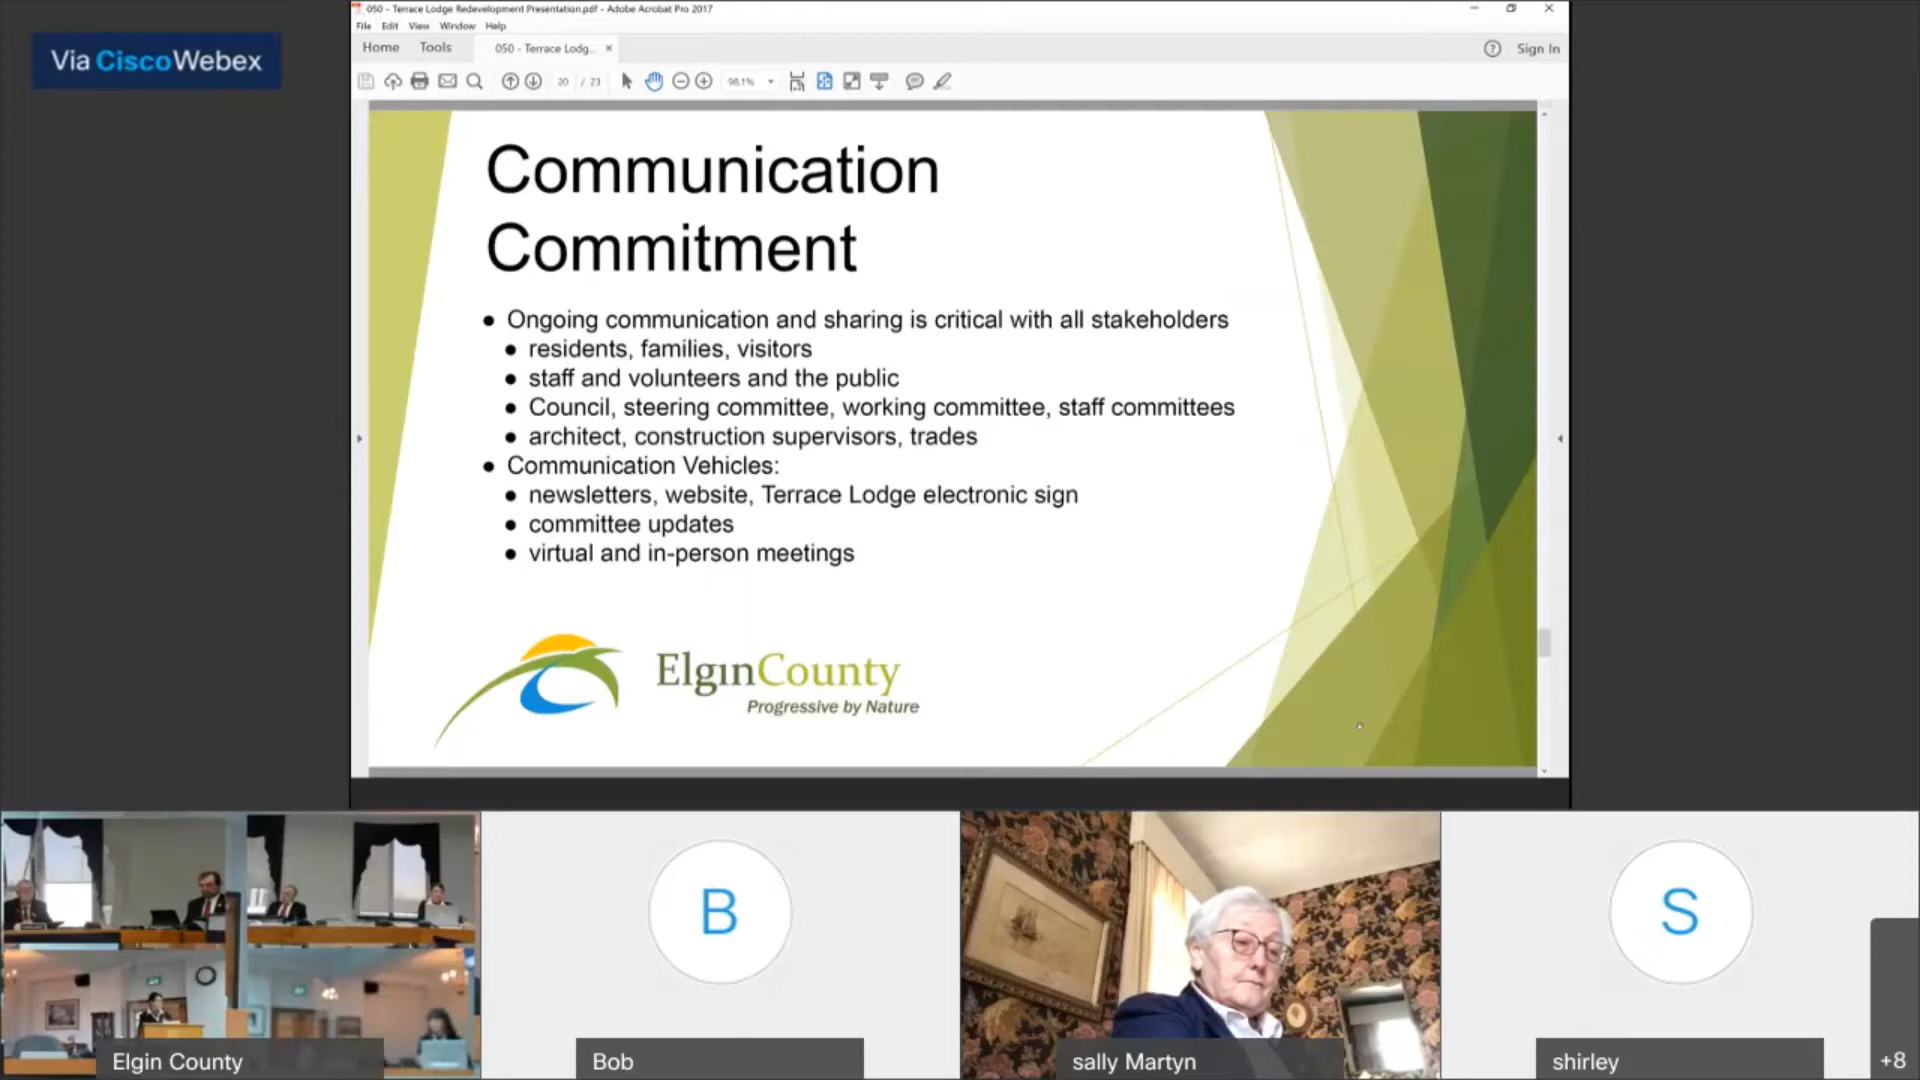 050 - Terrace Lodge Redevelopment Presentation.pdf - Adobe Acrobat Pro 2017
File Edit View Window Help
Home Tools 050 - Terrace Lodg... × Sign In
20 / 23 98.1%
Via CiscoWebex
Communication
Commitment
● Ongoing communication and sharing is critical with all stakeholders
● residents, families, visitors
● staff and volunteers and the public
● Council, steering committee, working committee, staff committees
● architect, construction supervisors, trades
● Communication Vehicles:
● newsletters, website, Terrace Lodge electronic sign
● committee updates
● virtual and in-person meetings
ElginCounty
Progressive by Nature
B
S
Elgin County
Bob
sally Martyn
shirley
+8